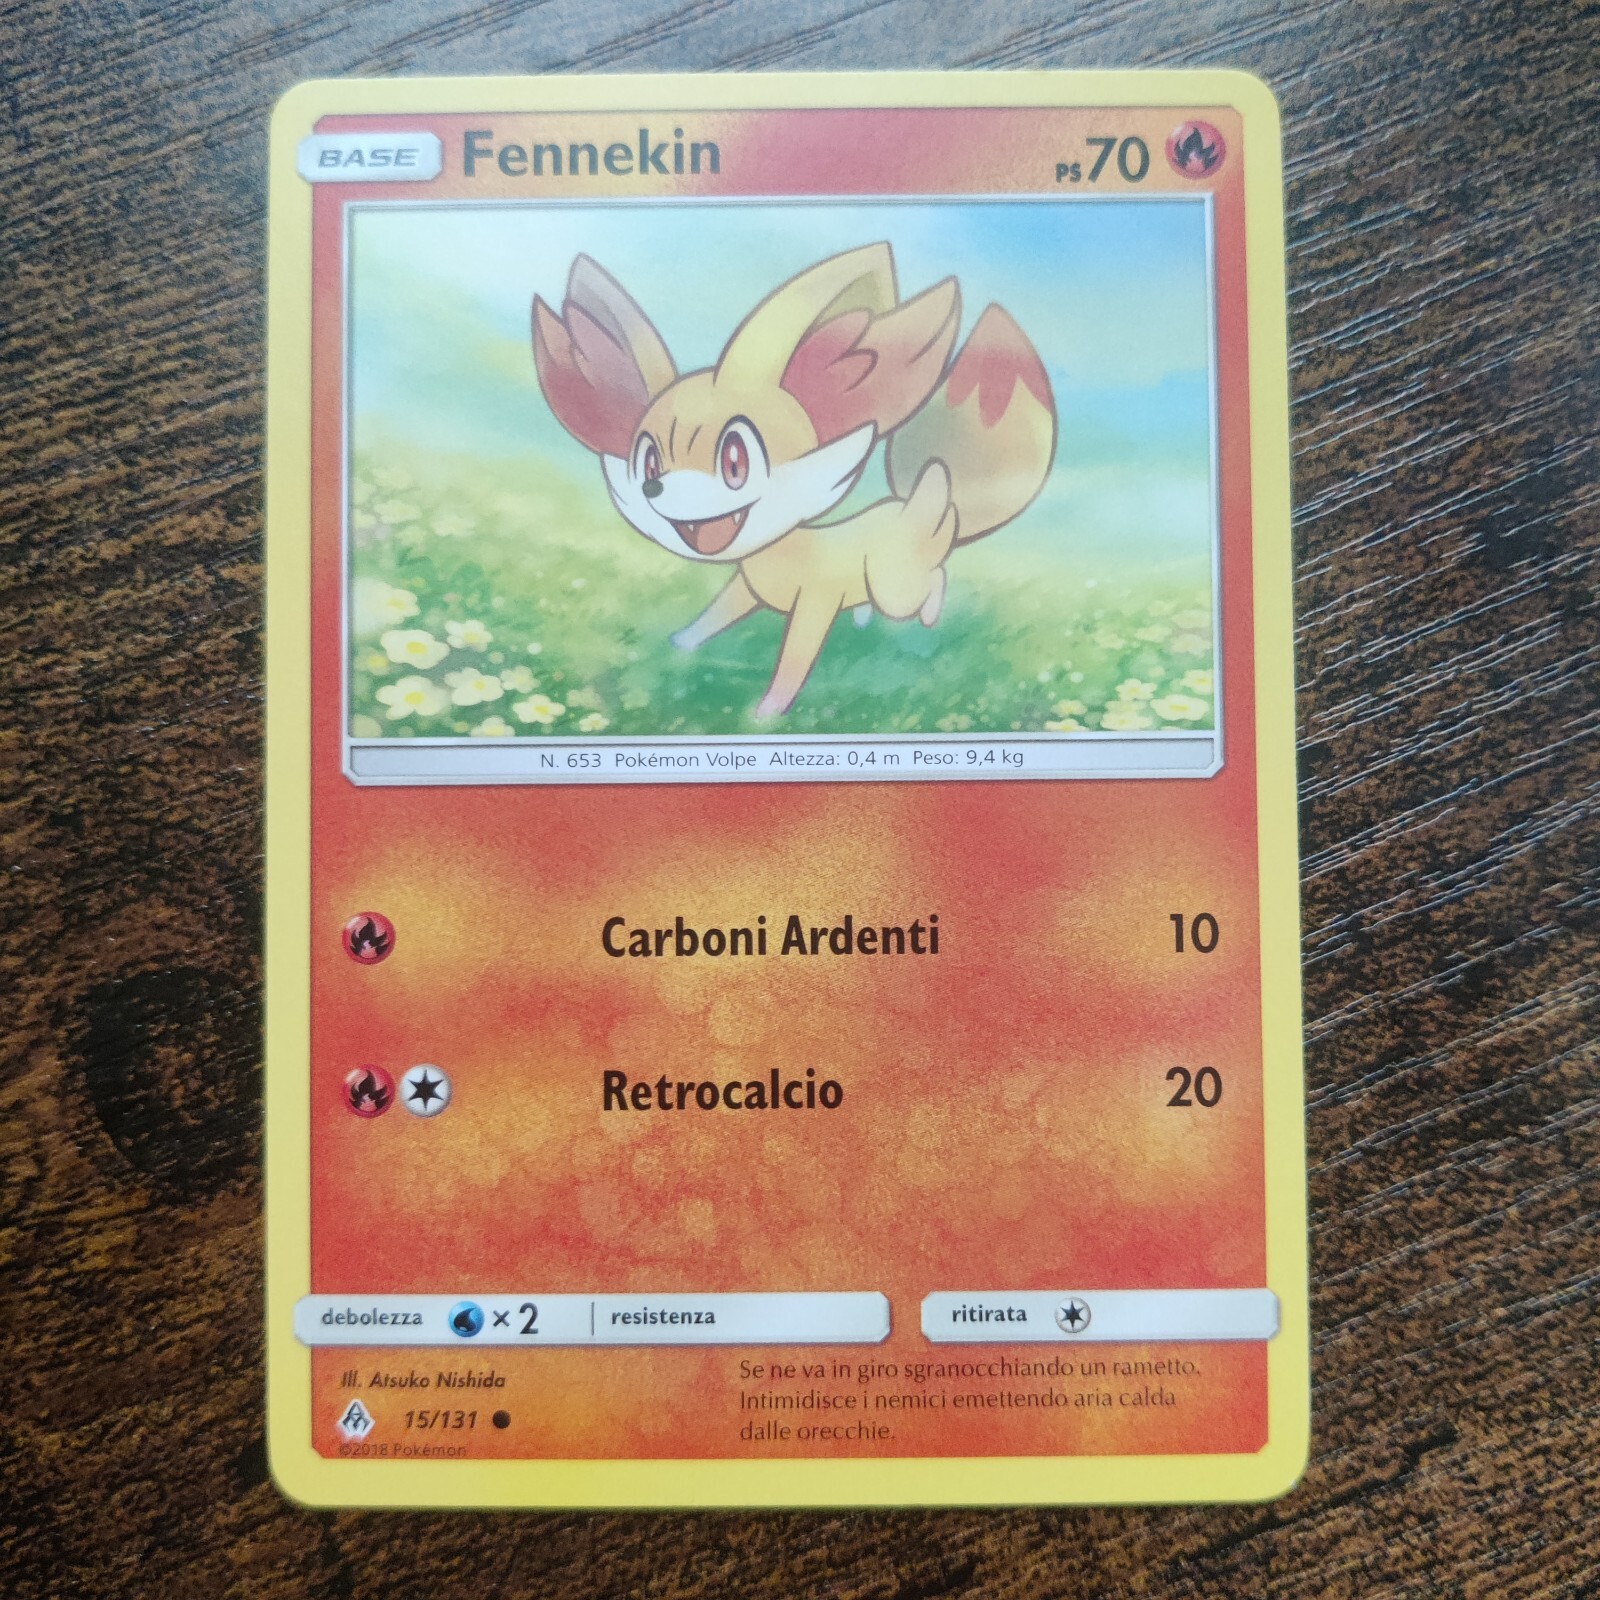 BASE Fennekin PS 70
N. 653 Pokémon Volpe Altezza: 0,4 m Peso: 9,4 kg
Carboni Ardenti 10
Retrocalcio 20
debolezza × 2 resistenza ritirata
Ill. Atsuko Nishida
15/131
©2018 Pokémon
Se ne va in giro sgranocchiando un rametto.
Intimidisce i nemici emettendo aria calda
dalle orecchie.